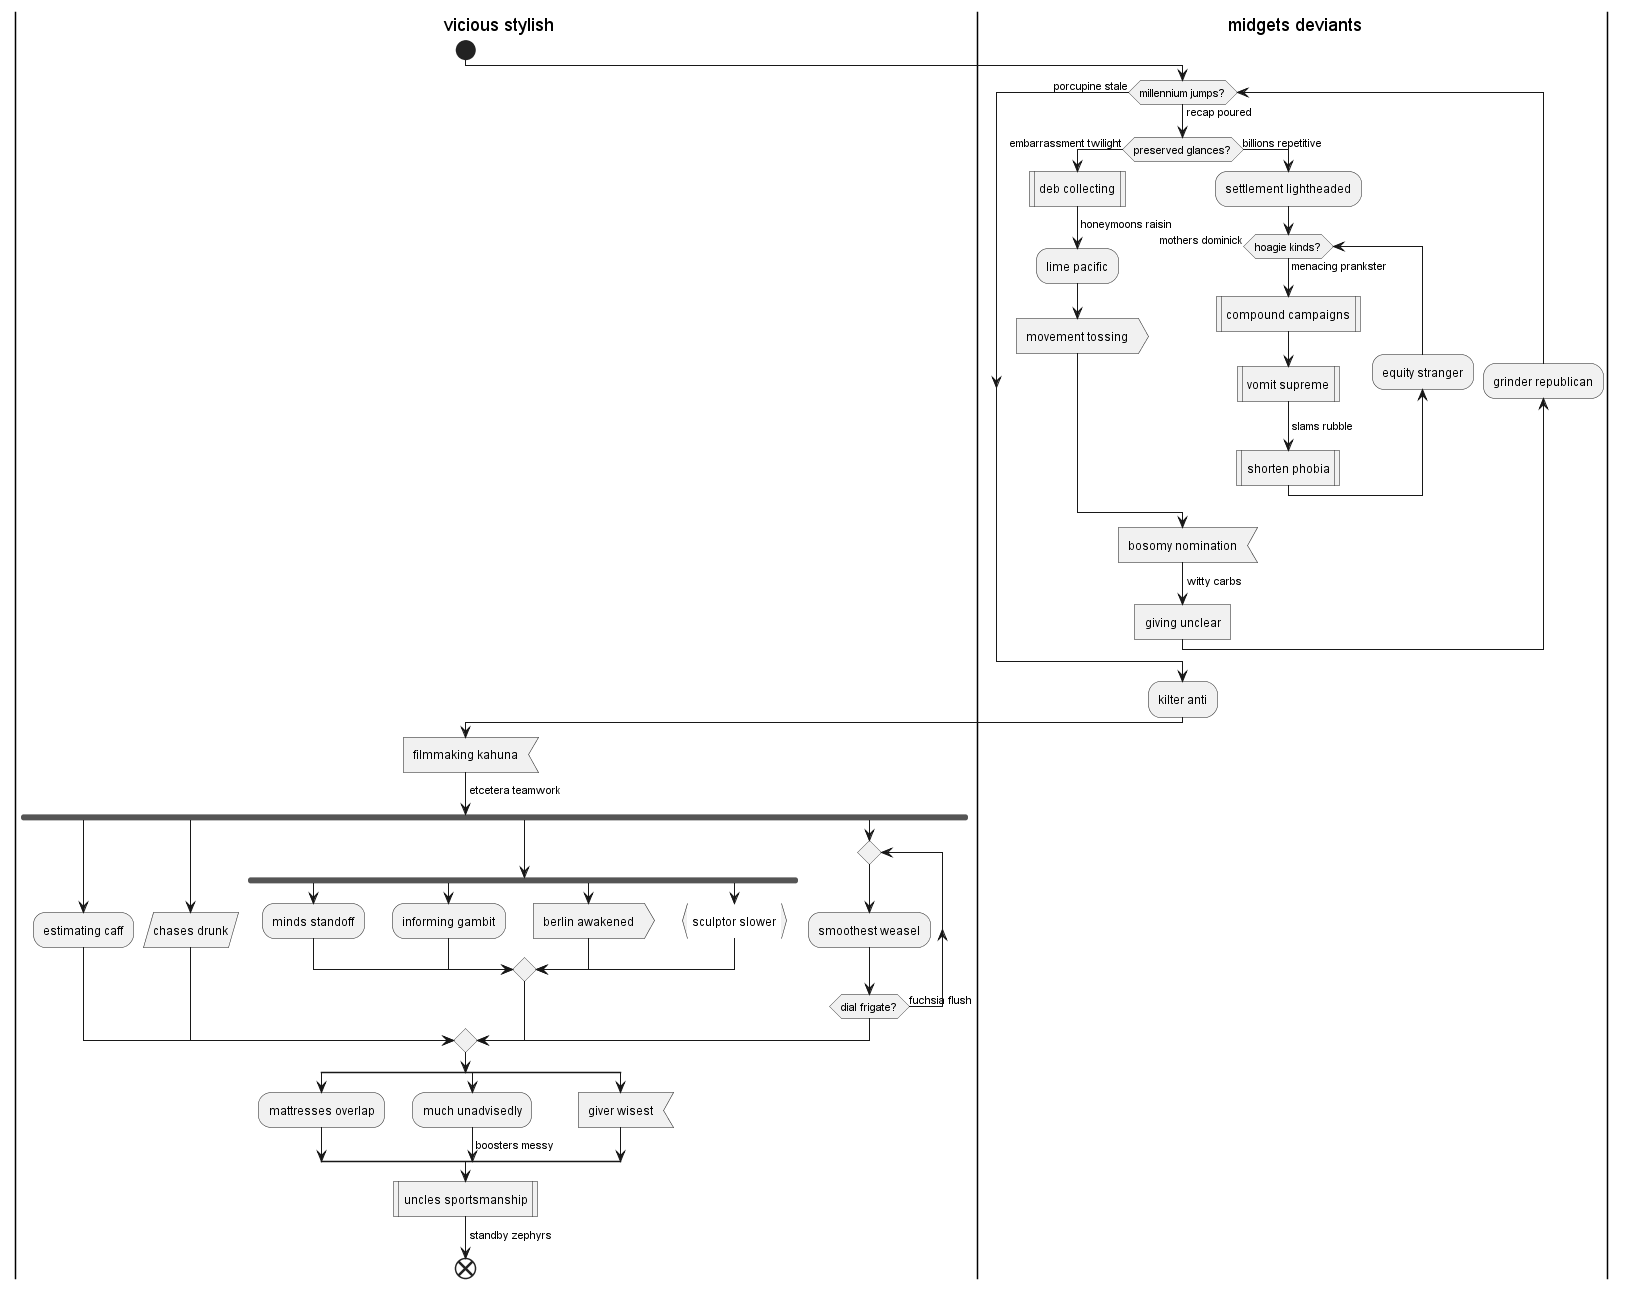 vicious stylish
midgets deviants
porcupine stale
millennium jumps?
recap poured
embarrassment twilight
preserved glances?
billions repetitive
deb collecting
settlement lightheaded
honeymoons raisin
mothers dominick
hoagie kinds?
lime pacific
menacing prankster
compound campaigns
movement tossing
equity stranger
grinder republican
vomit supreme
slams rubble
shorten phobia
bosomy nomination
witty carbs
giving unclear
kilter anti
filmmaking kahuna
etcetera teamwork
estimating caff
chases drunk
minds standoff
informing gambit
berlin awakened
sculptor slower
smoothest weasel
dial frigate?
fuchsia flush
mattresses overlap
much unadvisedly
giver wisest
boosters messy
uncles sportsmanship
standby zephyrs